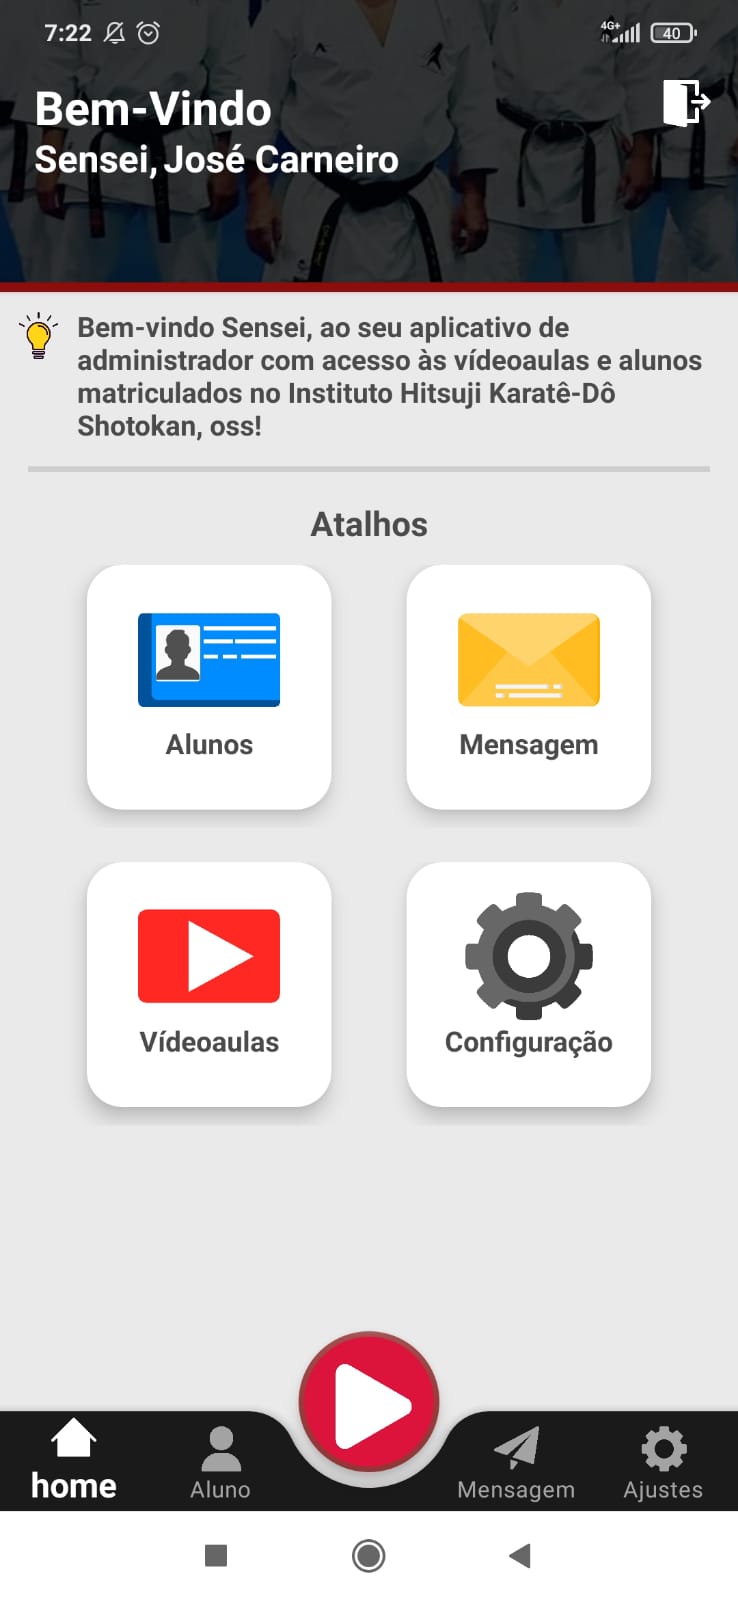 7:22
4G+
40
Bem-Vindo
Sensei, José Carneiro
Bem-vindo Sensei, ao seu aplicativo de
administrador com acesso às vídeoaulas e alunos
matriculados no Instituto Hitsuji Karatê-Dô
Shotokan, oss!
Atalhos
Alunos
Mensagem
Vídeoaulas
Configuração
home
Aluno
Mensagem
Ajustes